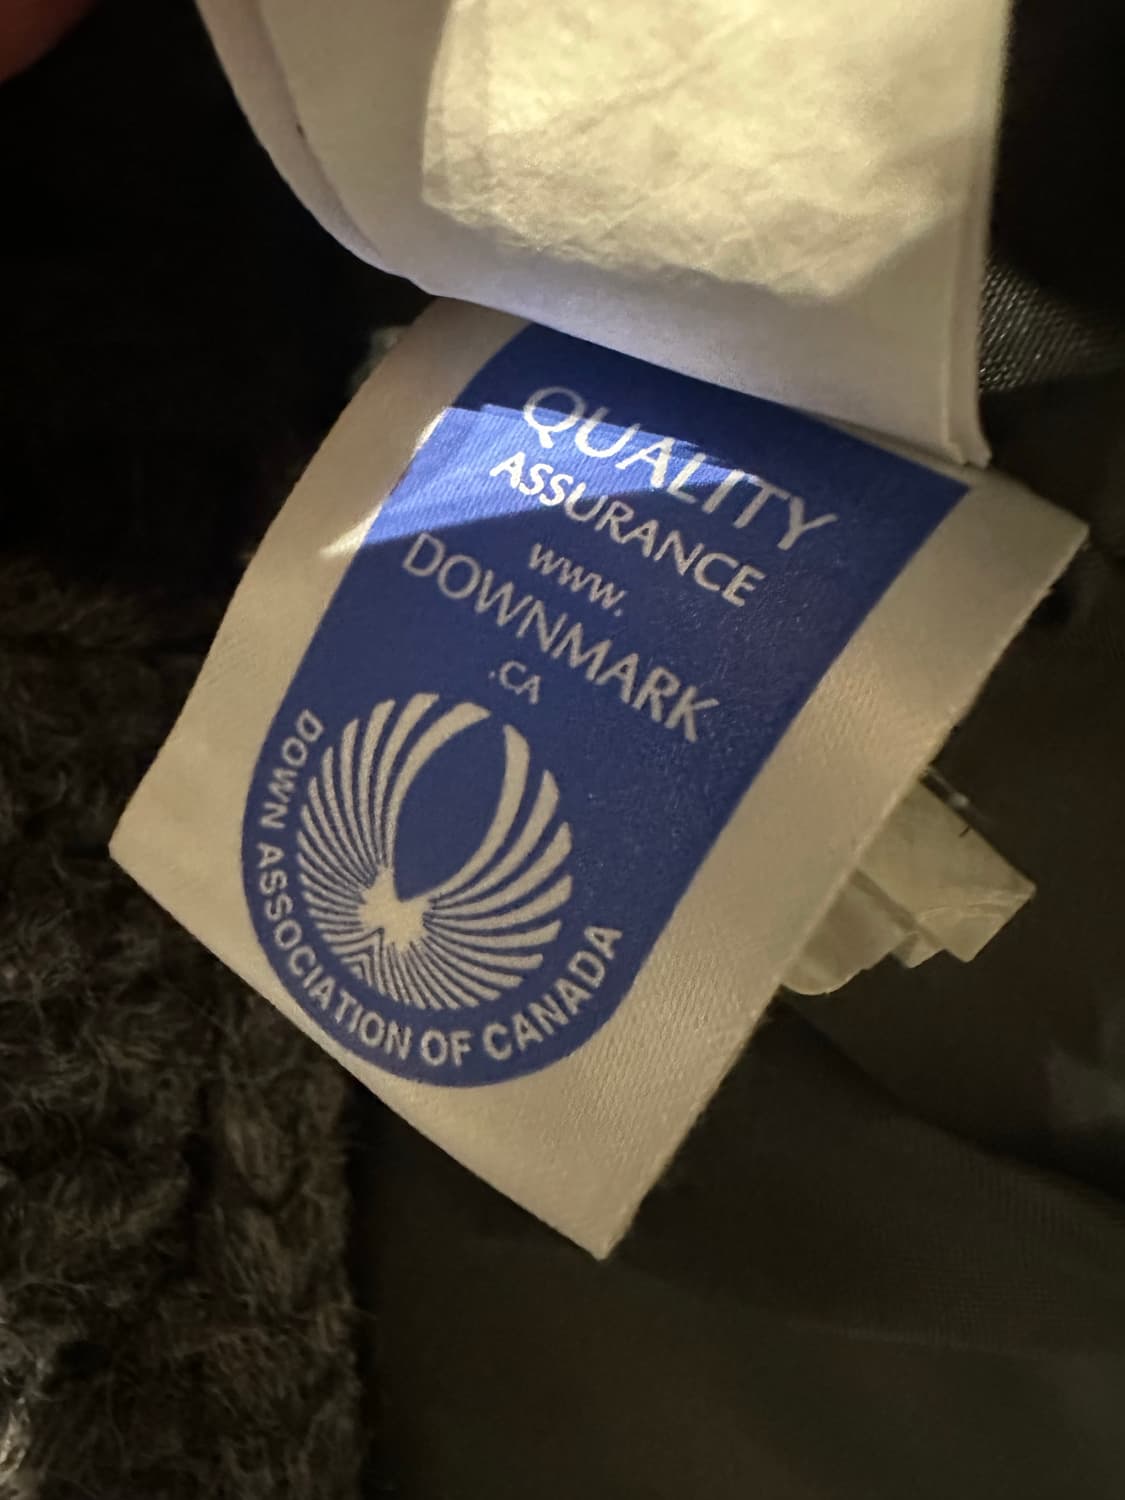 QUALITY
ASSURANCE
www.
DOWNMARK
.CA
DOWN ASSOCIATION OF CANADA